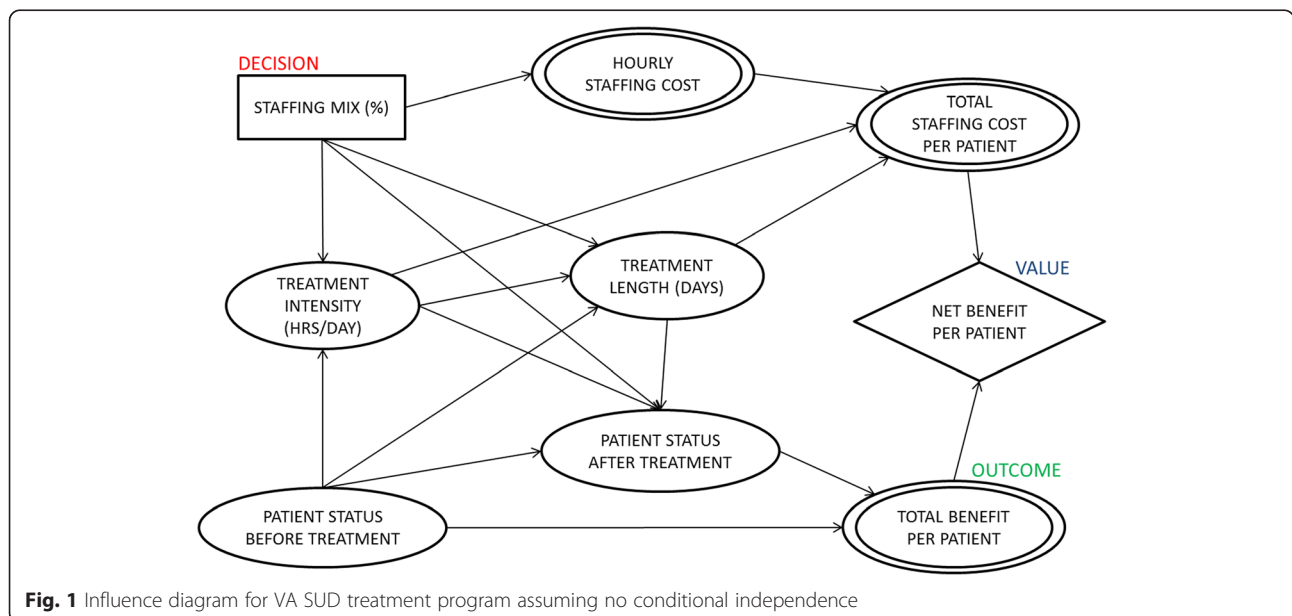 DECISION
STAFFING MIX (%)
HOURLY
STAFFING COST
TOTAL
STAFFING COST
PER PATIENT
TREATMENT
INTENSITY
(HRS/DAY)
TREATMENT
LENGTH (DAYS)
VALUE
NET BENEFIT
PER PATIENT
PATIENT STATUS
AFTER TREATMENT
OUTCOME
PATIENT STATUS
BEFORE TREATMENT
TOTAL BENEFIT
PER PATIENT
Fig. 1 Influence diagram for VA SUD treatment program assuming no conditional independence